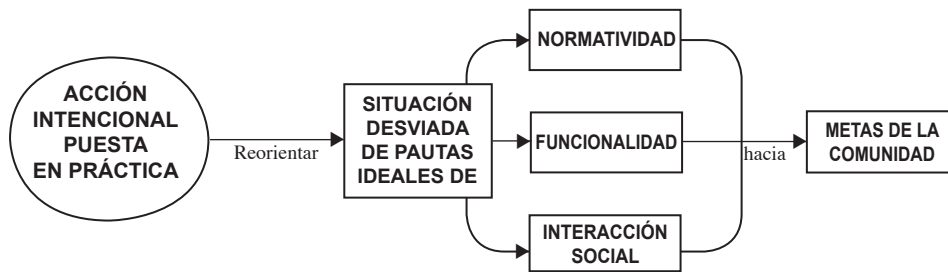 ACCIÓN
INTENCIONAL
PUESTA
EN PRÁCTICA
Reorientar
SITUACIÓN
DESVIADA
DE PAUTAS
IDEALES DE
NORMATIVIDAD
FUNCIONALIDAD
INTERACCIÓN
SOCIAL
hacia
METAS DE LA
COMUNIDAD